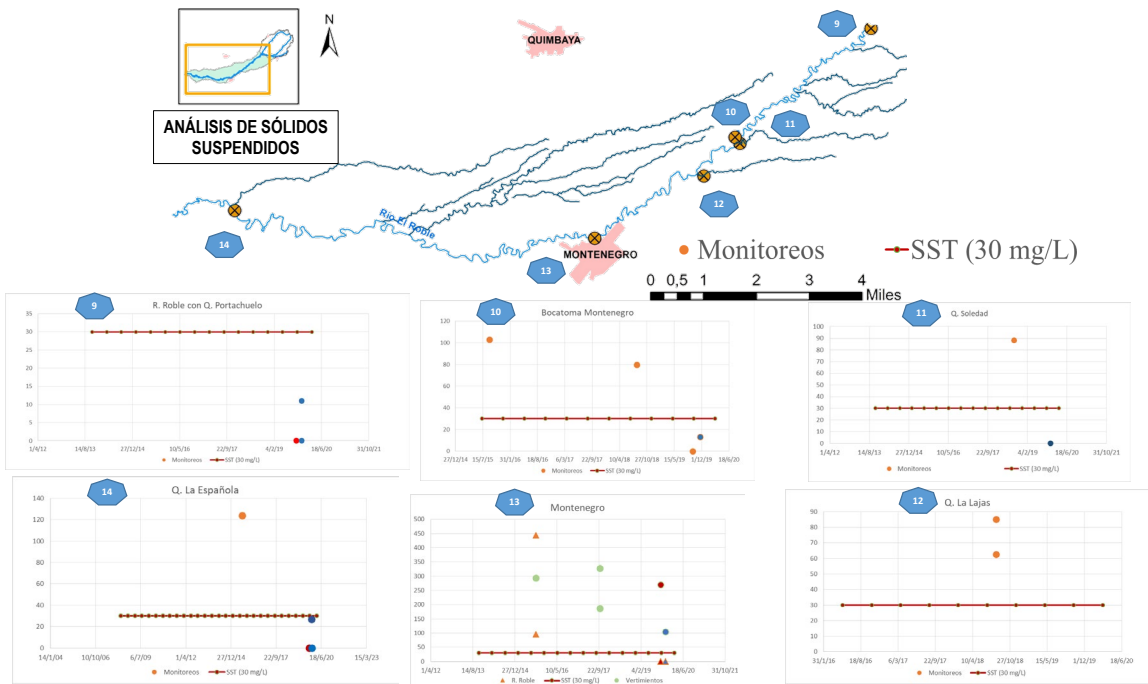 N
QUIMBAYA
9
ANÁLISIS DE SÓLIDOS
SUSPENDIDOS
10
11
12
Río El Roble
14
MONTENEGRO
13
Monitoreos
SST (30 mg/L)
0 0,5 1 2 3 4
Miles
9
R. Roble con Q. Portachuelo
35
30
25
20
15
10
5
0
1/4/12 14/8/13 27/12/14 10/5/16 22/9/17 4/2/19 18/6/20 31/10/21
Monitoreos SST (30 mg/L)
10
Bocatoma Montenegro
120
100
80
60
40
20
0
27/12/14 15/7/15 31/1/16 18/8/16 6/3/17 22/9/17 10/4/18 27/10/18 15/5/19 1/12/19 18/6/20
Monitoreos SST (30 mg/L)
11
Q. Soledad
100
90
80
70
60
50
40
30
20
10
0
1/4/12 14/8/13 27/12/14 10/5/16 22/9/17 4/2/19 18/6/20 31/10/21
Monitoreos SST (30 mg/L)
14
Q. La Española
140
120
100
80
60
40
20
0
14/1/04 10/10/06 6/7/09 1/4/12 27/12/14 22/9/17 18/6/20 15/3/23
Monitoreos SST (30 mg/L)
13
Montenegro
500
450
400
350
300
250
200
150
100
50
0
1/4/12 14/8/13 27/12/14 10/5/16 22/9/17 4/2/19 18/6/20 31/10/21
R. Roble SST (30 mg/L) Vertimientos
12
Q. La Lajas
90
80
70
60
50
40
30
20
10
0
31/1/16 18/8/16 6/3/17 22/9/17 10/4/18 27/10/18 15/5/19 1/12/19 18/6/20
Monitoreos SST (30 mg/L)